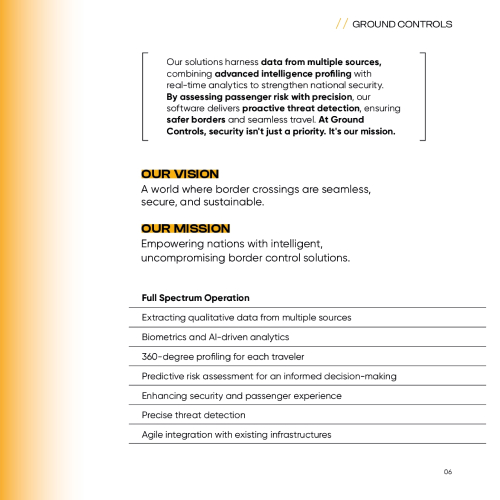 // GROUND CONTROLS
Our solutions harness data from multiple sources,
combining advanced intelligence profiling with
real-time analytics to strengthen national security.
By assessing passenger risk with precision, our
software delivers proactive threat detection, ensuring
safer borders and seamless travel. At Ground
Controls, security isn't just a priority. It's our mission.
OUR VISION
A world where border crossings are seamless,
secure, and sustainable.
OUR MISSION
Empowering nations with intelligent,
uncompromising border control solutions.
Full Spectrum Operation
Extracting qualitative data from multiple sources
Biometrics and AI-driven analytics
360-degree profiling for each traveler
Predictive risk assessment for an informed decision-making
Enhancing security and passenger experience
Precise threat detection
Agile integration with existing infrastructures
06